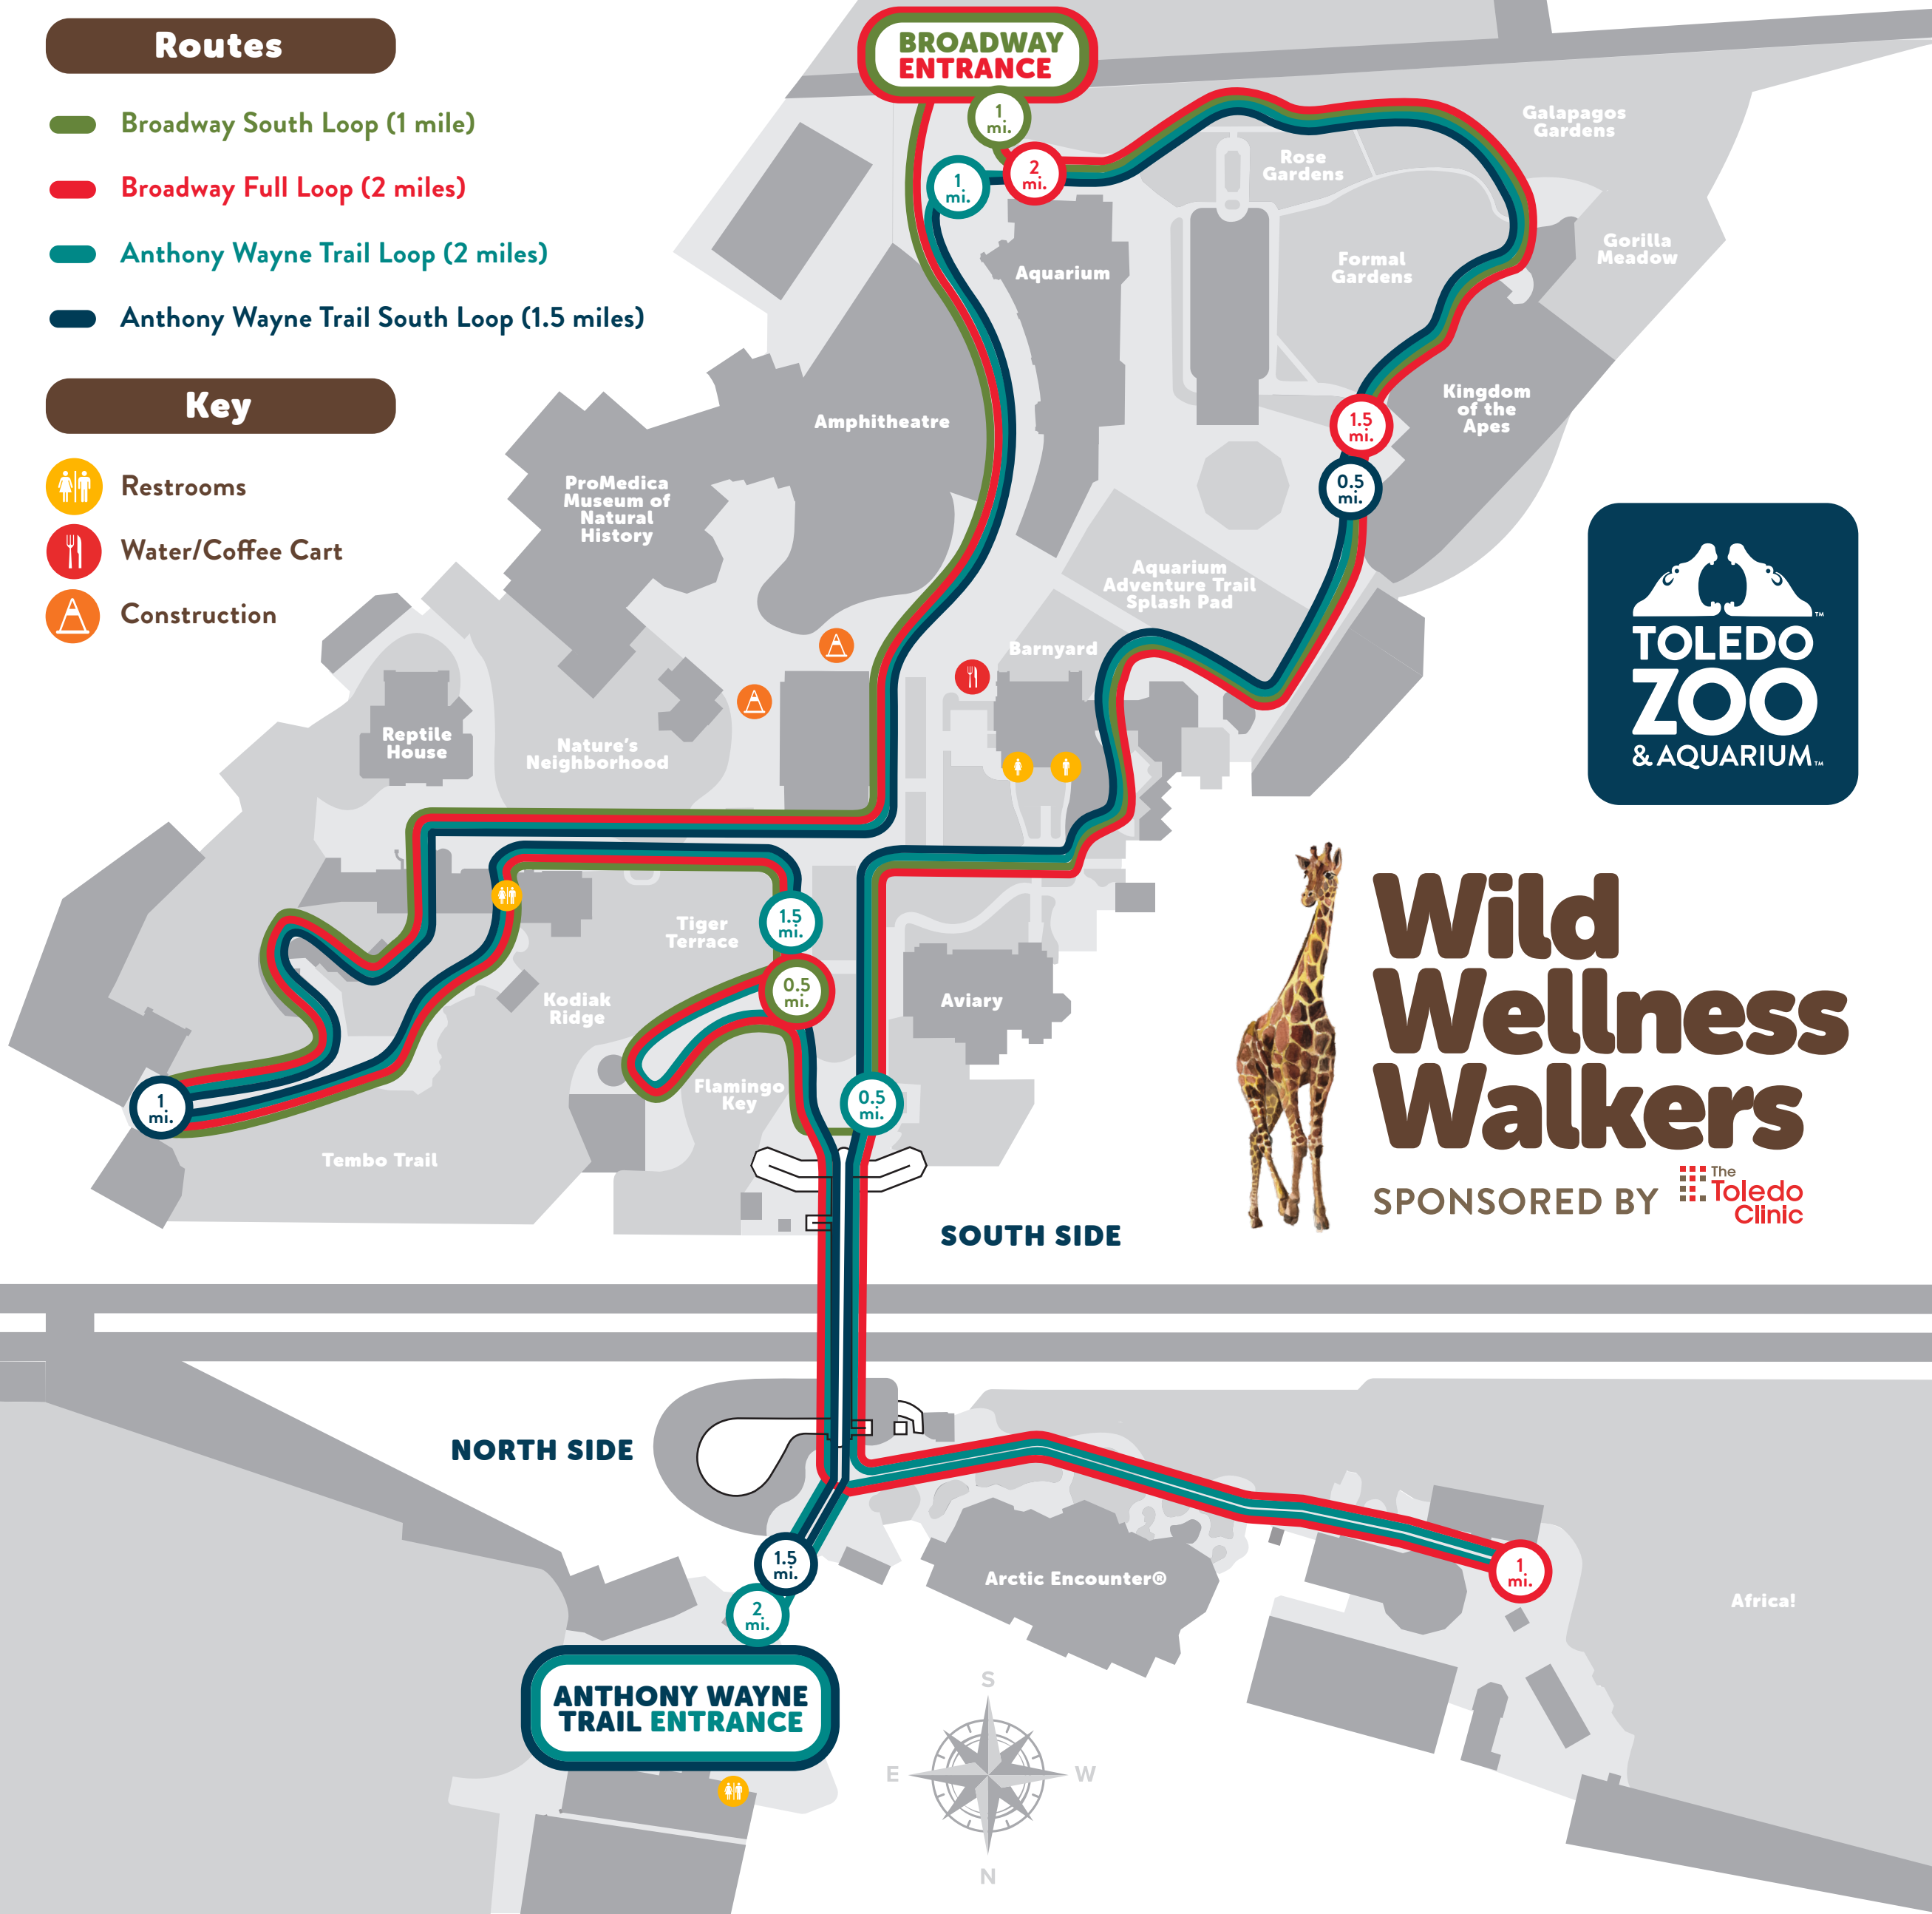 Routes
Broadway South Loop (1 mile)
Broadway Full Loop (2 miles)
Anthony Wayne Trail Loop (2 miles)
Anthony Wayne Trail South Loop (1.5 miles)
Key
Restrooms
Water/Coffee Cart
Construction
BROADWAY
ENTRANCE
1
mi.
2
mi.
1
mi.
Galapagos
Gardens
Rose
Gardens
Gorilla
Meadow
Formal
Gardens
Aquarium
Kingdom
of the
Apes
1.5
mi.
0.5
mi.
Amphitheatre
ProMedica
Museum of
Natural
History
Aquarium
Adventure Trail
Splash Pad
Barnyard
Reptile
House
Nature's
Neighborhood
TOLEDO
ZOO
& AQUARIUM™
™
Tiger
Terrace
1.5
mi.
0.5
mi.
Kodiak
Ridge
Aviary
Flamingo
Key
0.5
mi.
1
mi.
Tembo Trail
Wild
Wellness
Walkers
SPONSORED BY
The
Toledo
Clinic
SOUTH SIDE
NORTH SIDE
1.5
mi.
2
mi.
Arctic Encounter®
1
mi.
Africa!
ANTHONY WAYNE
TRAIL ENTRANCE
S
E
W
N